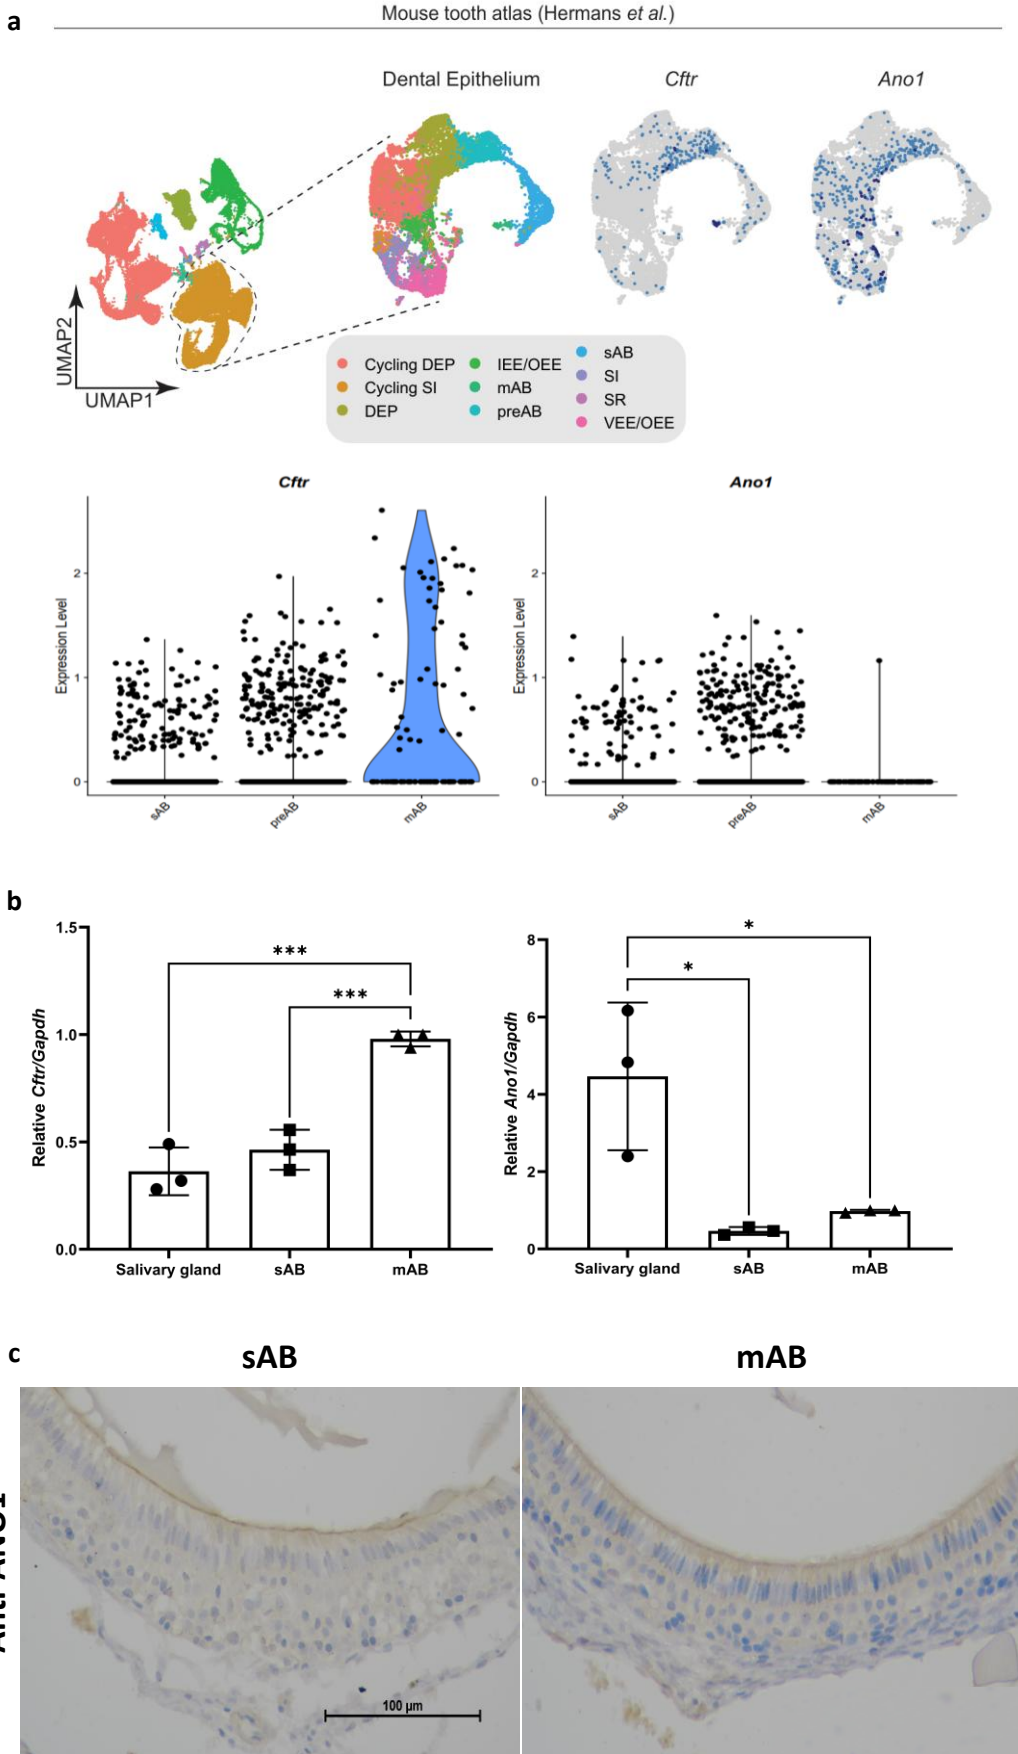 a
Mouse tooth atlas (Hermans et al.)
Dental Epithelium
Cftr
Ano1
UMAP2
UMAP1
Cycling DEP
Cycling SI
DEP
IEE/OEE
mAB
preAB
sAB
SI
SR
VEE/OEE
Cftr
Expression Level
2
1
0
sAB
preAB
mAB
Ano1
Expression Level
2
1
0
sAB
preAB
mAB
b
Relative Cftr/Gapdh
1.5
1.0
0.5
0.0
***
***
Salivary gland
sAB
mAB
Relative Ano1/Gapdh
8
6
4
2
0
*
*
Salivary gland
sAB
mAB
c
sAB
mAB
100 µm